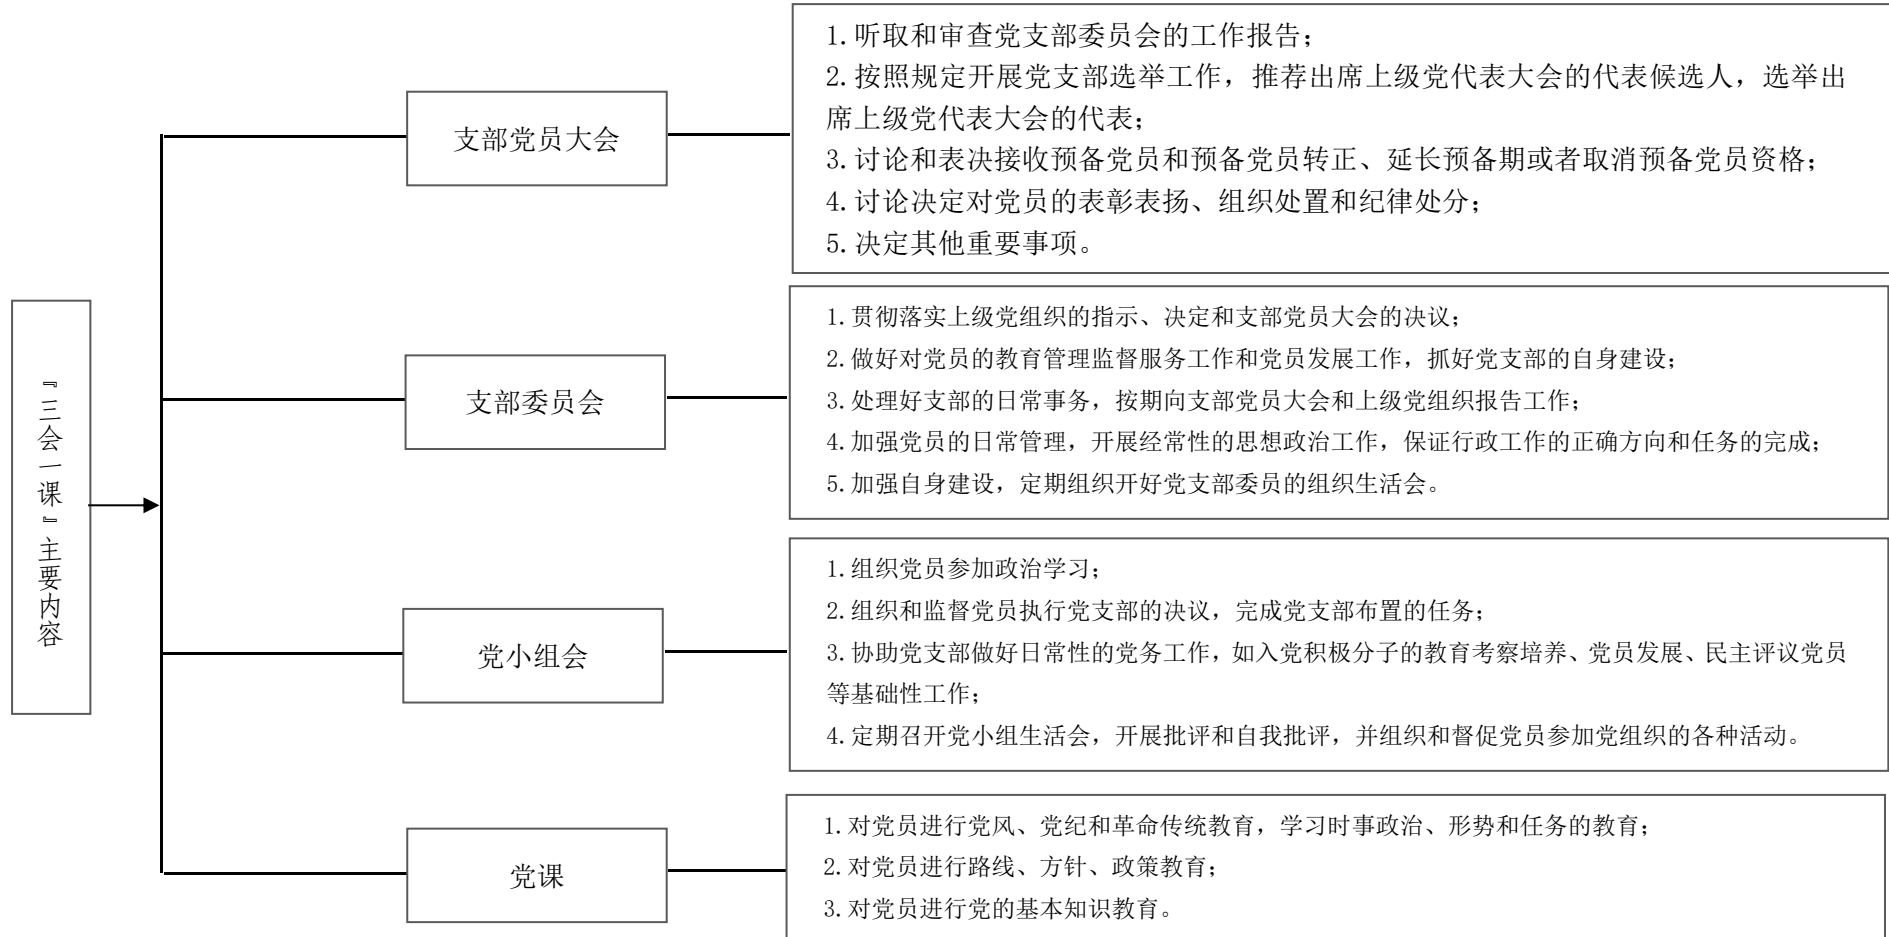 『三会一课』主要内容
支部党员大会
1.听取和审查党支部委员会的工作报告；
2.按照规定开展党支部选举工作，推荐出席上级党代表大会的代表候选人，选举出
席上级党代表大会的代表；
3.讨论和表决接收预备党员和预备党员转正、延长预备期或者取消预备党员资格；
4.讨论决定对党员的表彰表扬、组织处置和纪律处分；
5.决定其他重要事项。
支部委员会
1.贯彻落实上级党组织的指示、决定和支部党员大会的决议；
2.做好对党员的教育管理监督服务工作和党员发展工作，抓好党支部的自身建设；
3.处理好支部的日常事务，按期向支部党员大会和上级党组织报告工作；
4.加强党员的日常管理，开展经常性的思想政治工作，保证行政工作的正确方向和任务的完成；
5.加强自身建设，定期组织开好党支部委员的组织生活会。
党小组会
1.组织党员参加政治学习；
2.组织和监督党员执行党支部的决议，完成党支部布置的任务；
3.协助党支部做好日常性的党务工作，如入党积极分子的教育考察培养、党员发展、民主评议党员
等基础性工作；
4.定期召开党小组生活会，开展批评和自我批评，并组织和督促党员参加党组织的各种活动。
党课
1.对党员进行党风、党纪和革命传统教育，学习时事政治、形势和任务的教育；
2.对党员进行路线、方针、政策教育；
3.对党员进行党的基本知识教育。